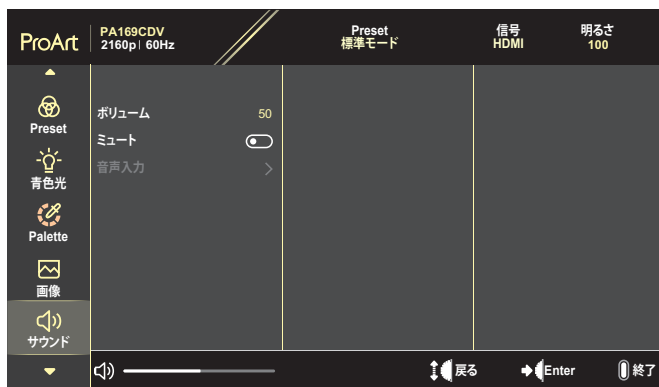 ProArt
PA169CDV
2160p| 60Hz
Preset
標準モード
信号
HDMI
明るさ
100
Preset
青色光
Palette
画像
サウンド
ボリューム 50
ミュート
音声入力
戻る
Enter
終了